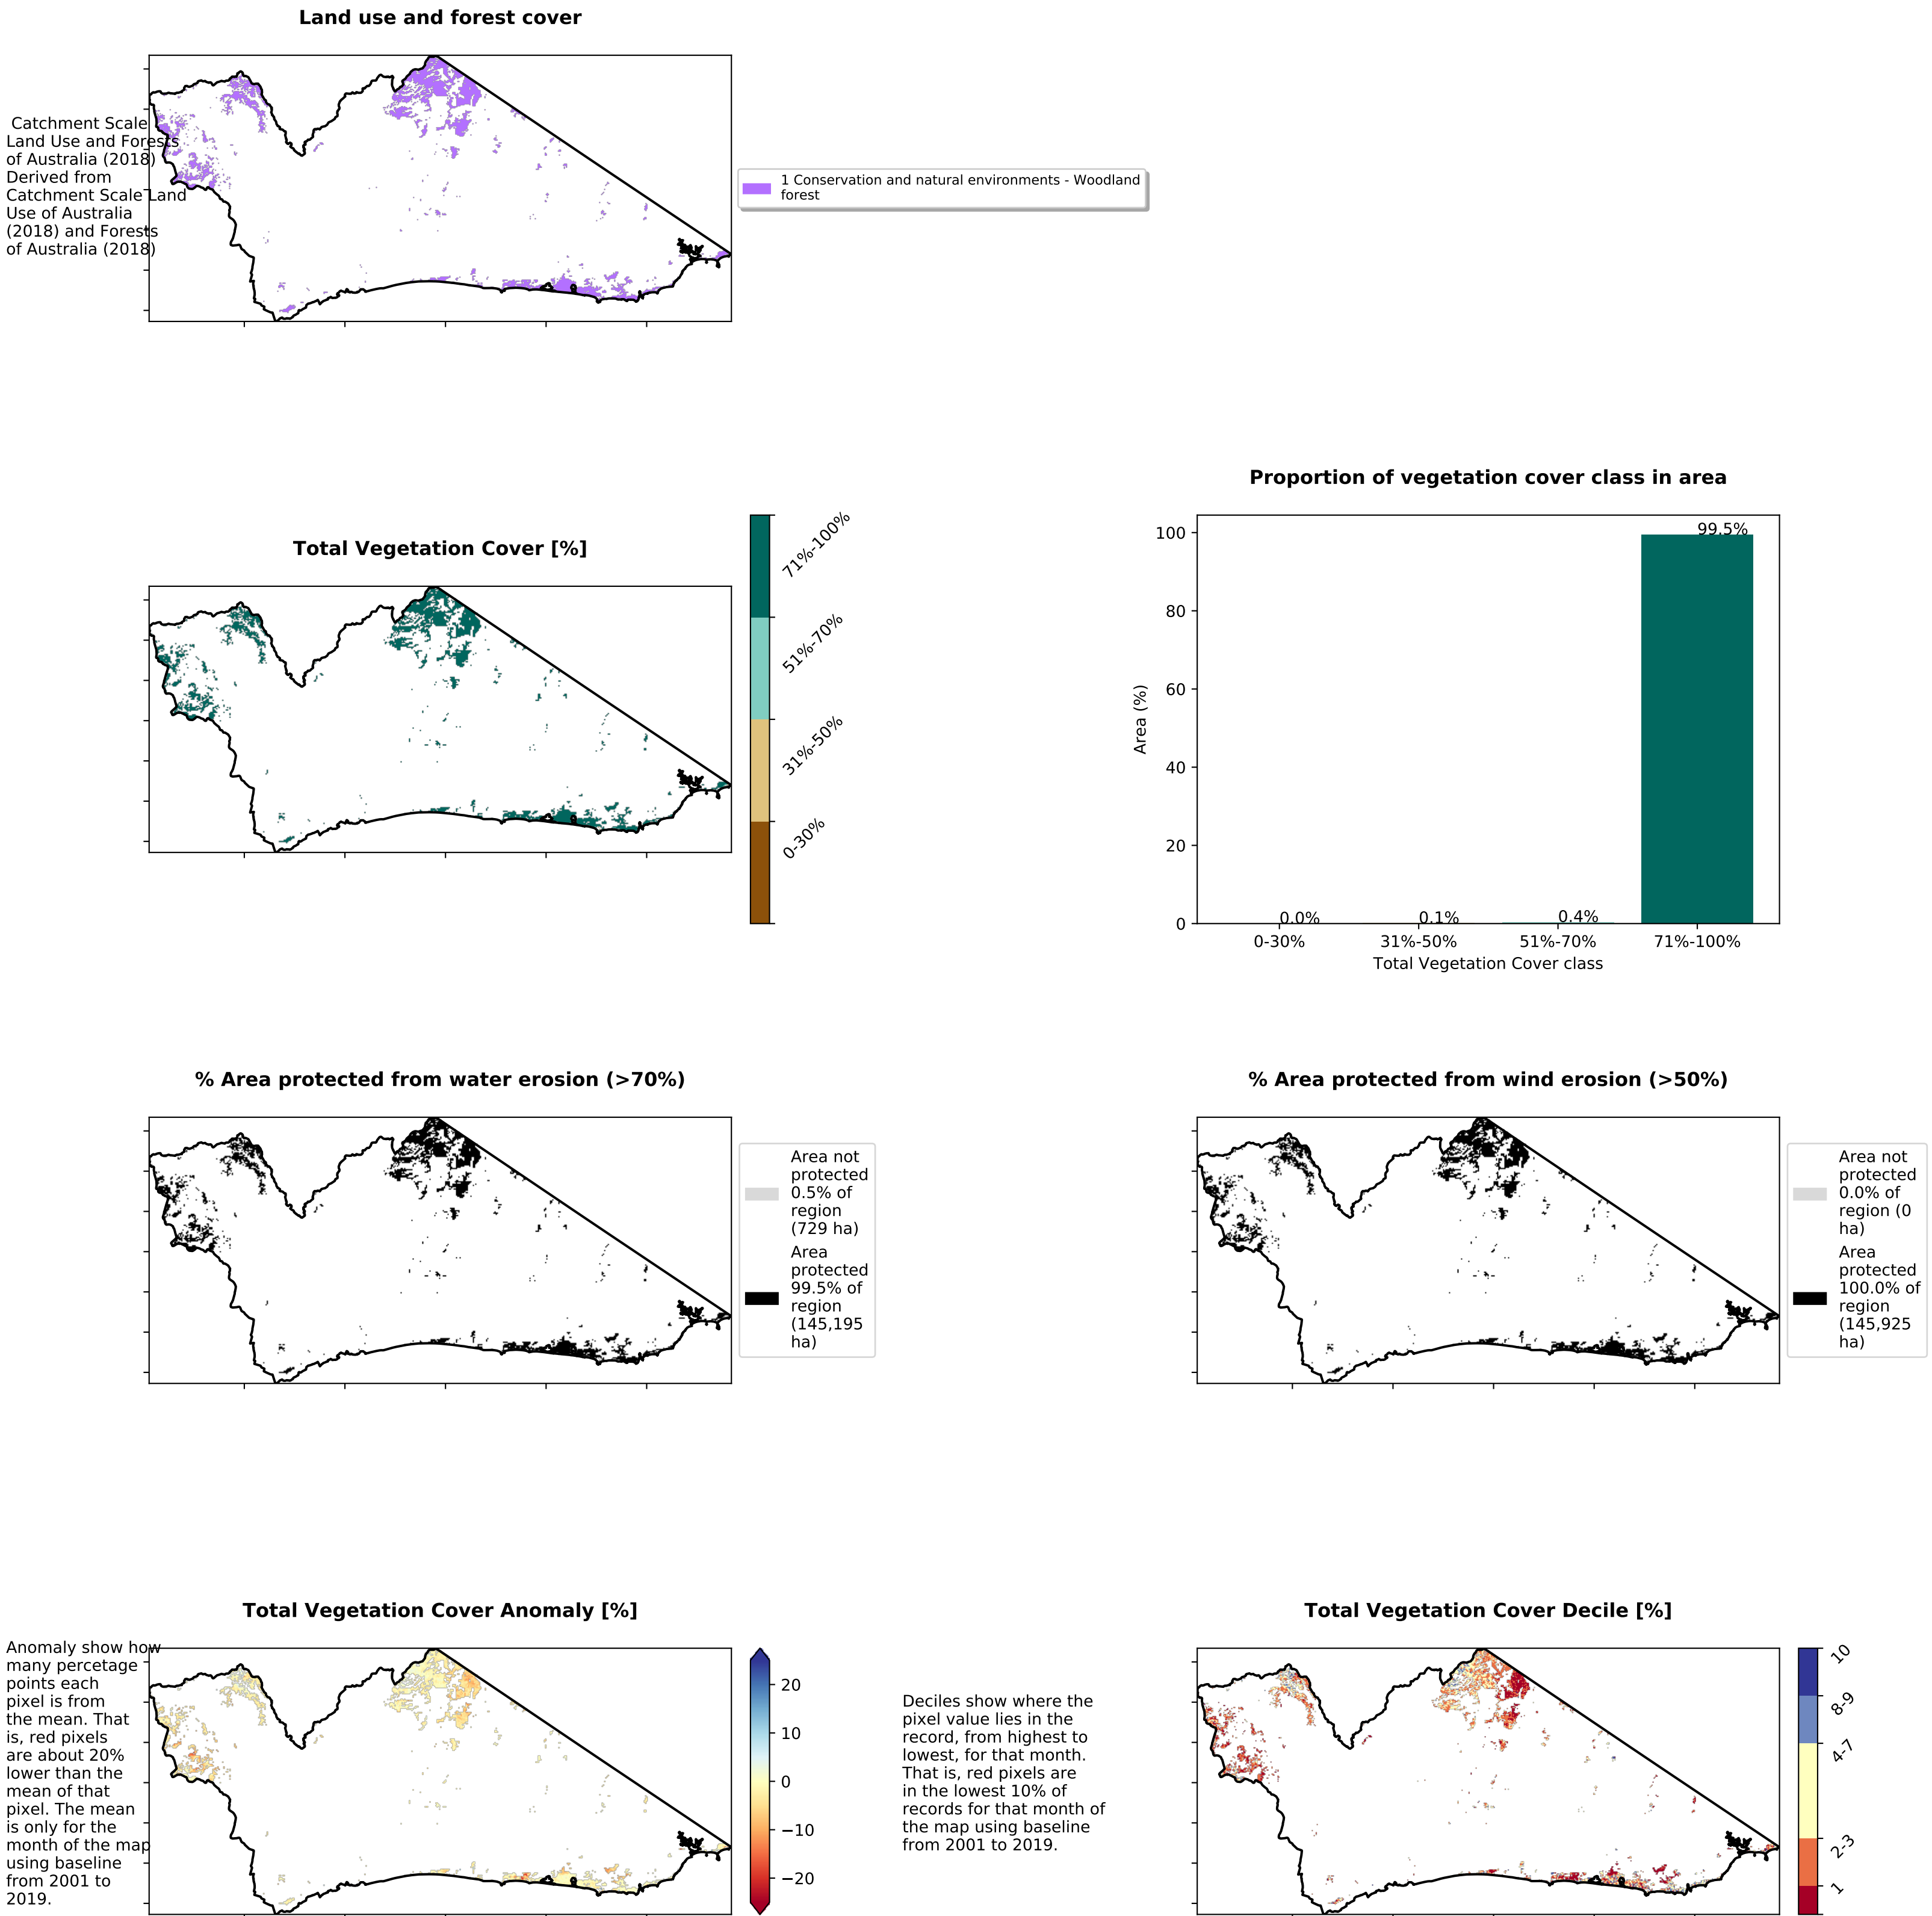 Land use and forest cover
Catchment Scale
Land Use and Forests
of Australia (2018)
Derived from
Catchment Scale Land
Use of Australia
(2018) and Forests
of Australia (2018)
1 Conservation and natural environments - Woodland
forest
Total Vegetation Cover [%]
71%-100%
51%-70%
31%-50%
0-30%
Proportion of vegetation cover class in area
Area (%)
100
80
60
40
20
0
0.0%
0.1%
0.4%
99.5%
0-30%
31%-50%
51%-70%
71%-100%
Total Vegetation Cover class
% Area protected from water erosion (>70%)
Area not
protected
0.5% of
region
(729 ha)
Area
protected
99.5% of
region
(145,195
ha)
% Area protected from wind erosion (>50%)
Area not
protected
0.0% of
region (0
ha)
Area
protected
100.0% of
region
(145,925
ha)
Total Vegetation Cover Anomaly [%]
Anomaly show how
many percetage
points each
pixel is from
the mean. That
is, red pixels
are about 20%
lower than the
mean of that
pixel. The mean
is only for the
month of the map
using baseline
from 2001 to
2019.
20
10
0
−10
−20
Total Vegetation Cover Decile [%]
Deciles show where the
pixel value lies in the
record, from highest to
lowest, for that month.
That is, red pixels are
in the lowest 10% of
records for that month of
the map using baseline
from 2001 to 2019.
10
8-9
4-7
2-3
1